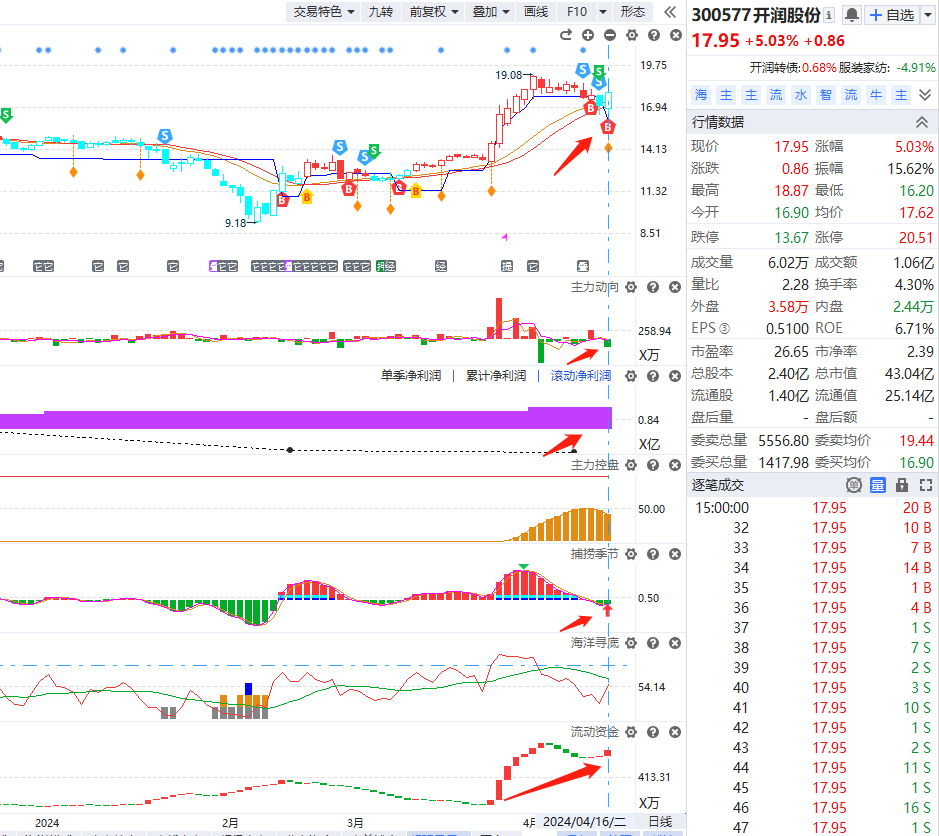 交易特色 九转 前复权 叠加 画线 F10 形态
300577 开润股份
自选
17.95 +5.03% +0.86
开润转债:0.68% 服装家纺: -4.91%
海 主 主 流 水 智 流 牛 主
行情数据
现价 17.95 涨幅 5.03%
涨跌 0.86 振幅 15.62%
最高 18.87 最低 16.20
今开 16.90 均价 17.62
跌停 13.67 涨停 20.51
成交量 6.02万 成交额 1.06亿
量比 2.28 换手率 4.30%
外盘 3.58万 内盘 2.44万
EPS③ 0.5100 ROE 6.71%
市盈率 26.65 市净率 2.39
总股本 2.40亿 总市值 43.04亿
流通股 1.40亿 流通值 25.14亿
盘后量 - 盘后额 -
委卖总量 5556.80 委卖均价 19.44
委买总量 1417.98 委买均价 16.90
逐笔成交
15:00:00 17.95 20 B
32 17.95 10 B
33 17.95 7 B
34 17.95 14 B
35 17.95 1 B
36 17.95 4 B
37 17.95 1 S
38 17.95 7 S
39 17.95 2 S
40 17.95 3 S
41 17.95 10 S
42 17.95 1 S
43 17.95 2 S
44 17.95 11 S
45 17.95 1 S
46 17.95 16 S
47 17.95 1 S
19.75
19.08
16.94
14.13
11.32
9.18
8.51
主力动向
258.94
X万
单季净利润 | 累计净利润 | 滚动净利润
0.84
X亿
主力控盘
50.00
捕捞季节
0.50
海洋寻底
54.14
流动资金
413.31
X万
2024 2月 3月 4月 2024/04/16/二 日线